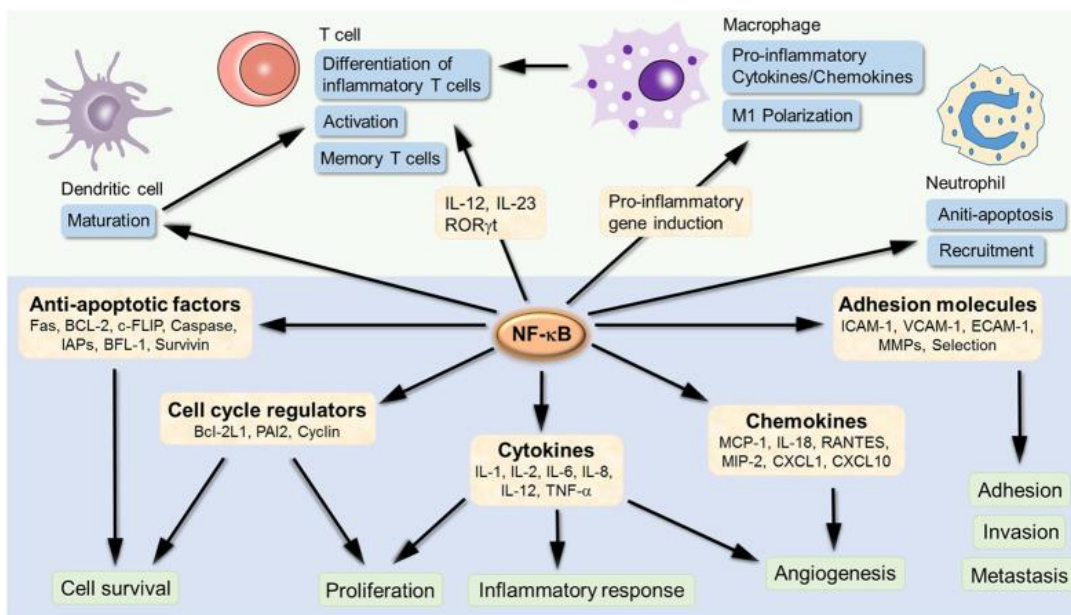 T cell
Differentiation of
inflammatory T cells
Activation
Memory T cells
Macrophage
Pro-inflammatory
Cytokines/Chemokines
M1 Polarization
Dendritic cell
Maturation
IL-12, IL-23
RORγt
Pro-inflammatory
gene induction
Neutrophil
Aniti-apoptosis
Recruitment
Anti-apoptotic factors
Fas, BCL-2, c-FLIP, Caspase,
IAPs, BFL-1, Survivin
NF-κB
Adhesion molecules
ICAM-1, VCAM-1, ECAM-1,
MMPs, Selection
Cell cycle regulators
Bcl-2L1, PAI2, Cyclin
Cytokines
IL-1, IL-2, IL-6, IL-8,
IL-12, TNF-α
Chemokines
MCP-1, IL-18, RANTES,
MIP-2, CXCL1, CXCL10
Cell survival
Proliferation
Inflammatory response
Angiogenesis
Adhesion
Invasion
Metastasis